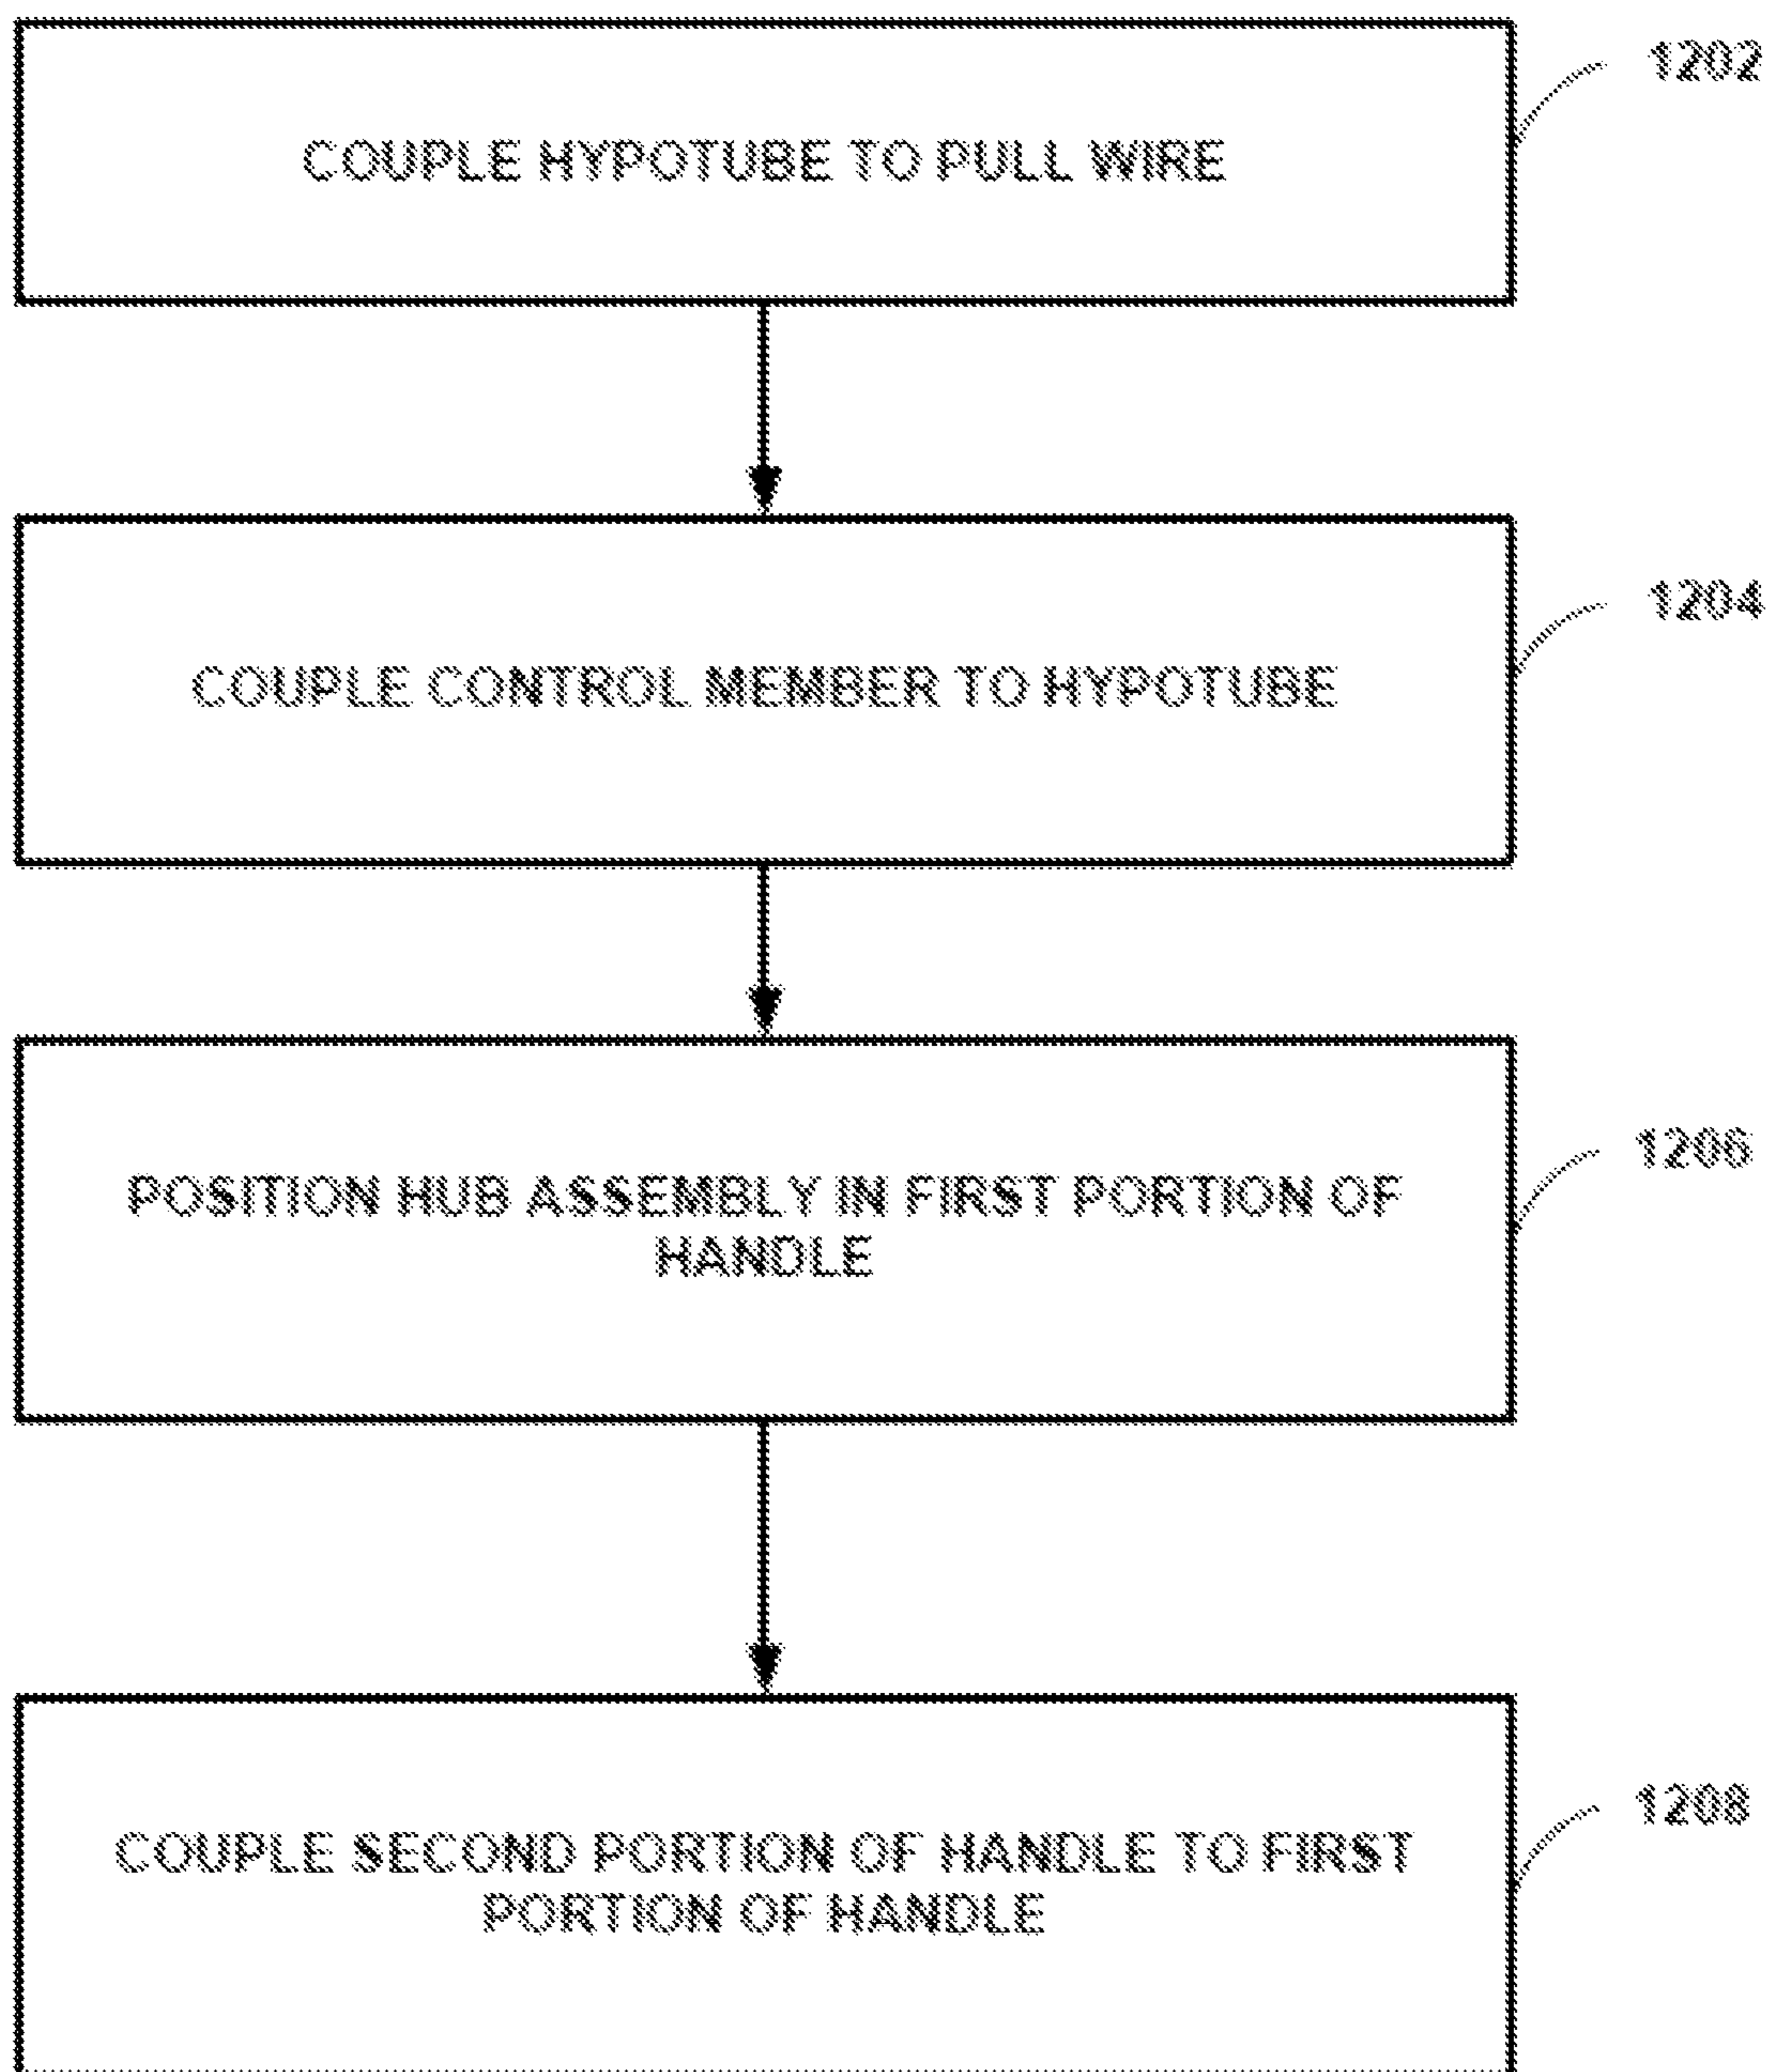 1202
COUPLE HYPOTUBE TO PULL WIRE
1204
COUPLE CONTROL MEMBER TO HYPOTUBE
1206
POSITION HUB ASSEMBLY IN FIRST PORTION OF
HANDLE
1208
COUPLE SECOND PORTION OF HANDLE TO FIRST
PORTION OF HANDLE